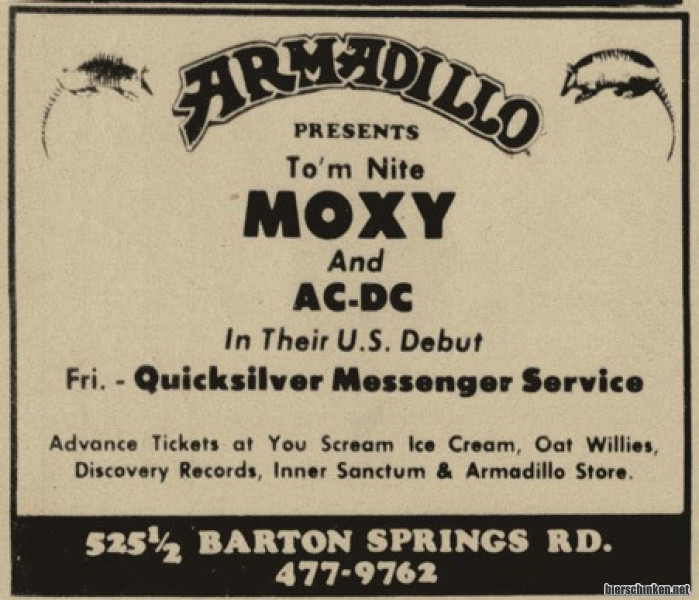 ARMADILLO
PRESENTS
To'm Nite
MOXY
And
AC-DC
In Their U.S. Debut
Fri. - Quicksilver Messenger Service
Advance Tickets at You Scream Ice Cream, Oat Willies,
Discovery Records, Inner Sanctum & Armadillo Store.
525½ BARTON SPRINGS RD.
477-9762
bierschinken.net